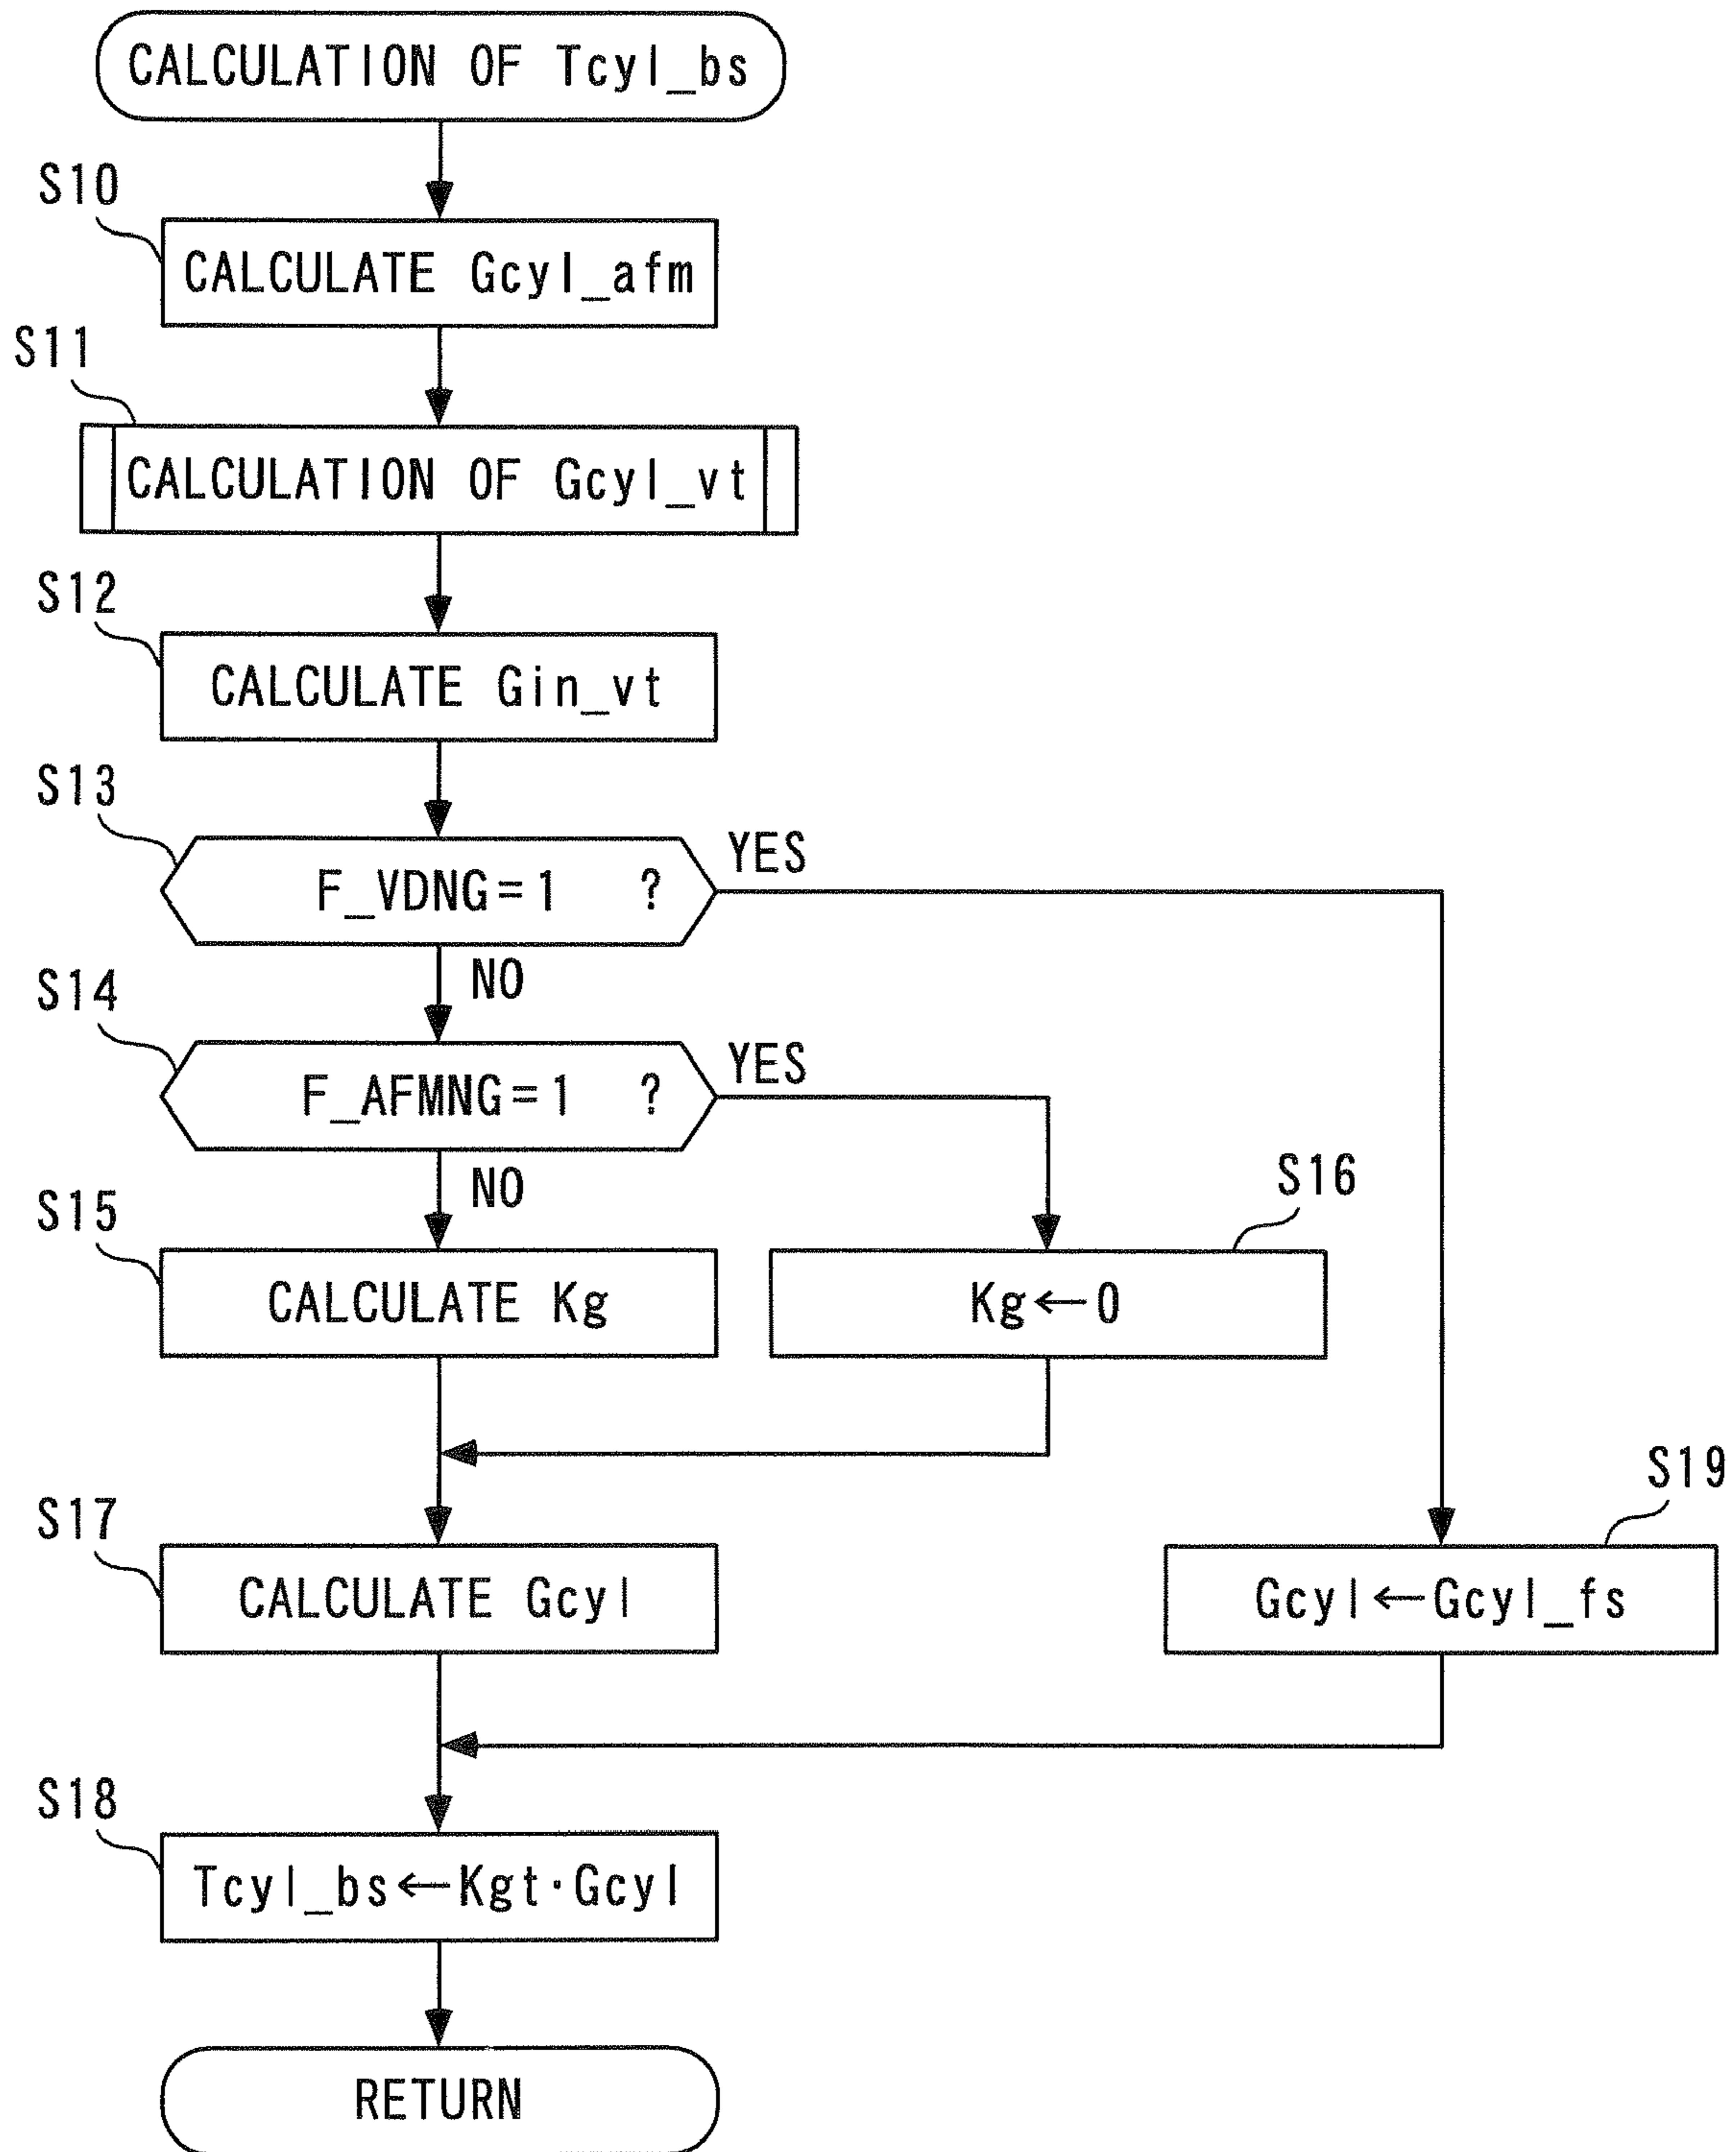 CALCULATION OF Tcyl_bs
S10
CALCULATE Gcyl_afm
S11
CALCULATION OF Gcyl_vt
S12
CALCULATE Gin_vt
S13
F_VDNG=1 ?
YES
NO
S14
F_AFMNG=1 ?
YES
NO
S15
CALCULATE Kg
S16
Kg←0
S17
CALCULATE Gcyl
S19
Gcyl←Gcyl_fs
S18
Tcyl_bs←Kgt·Gcyl
RETURN